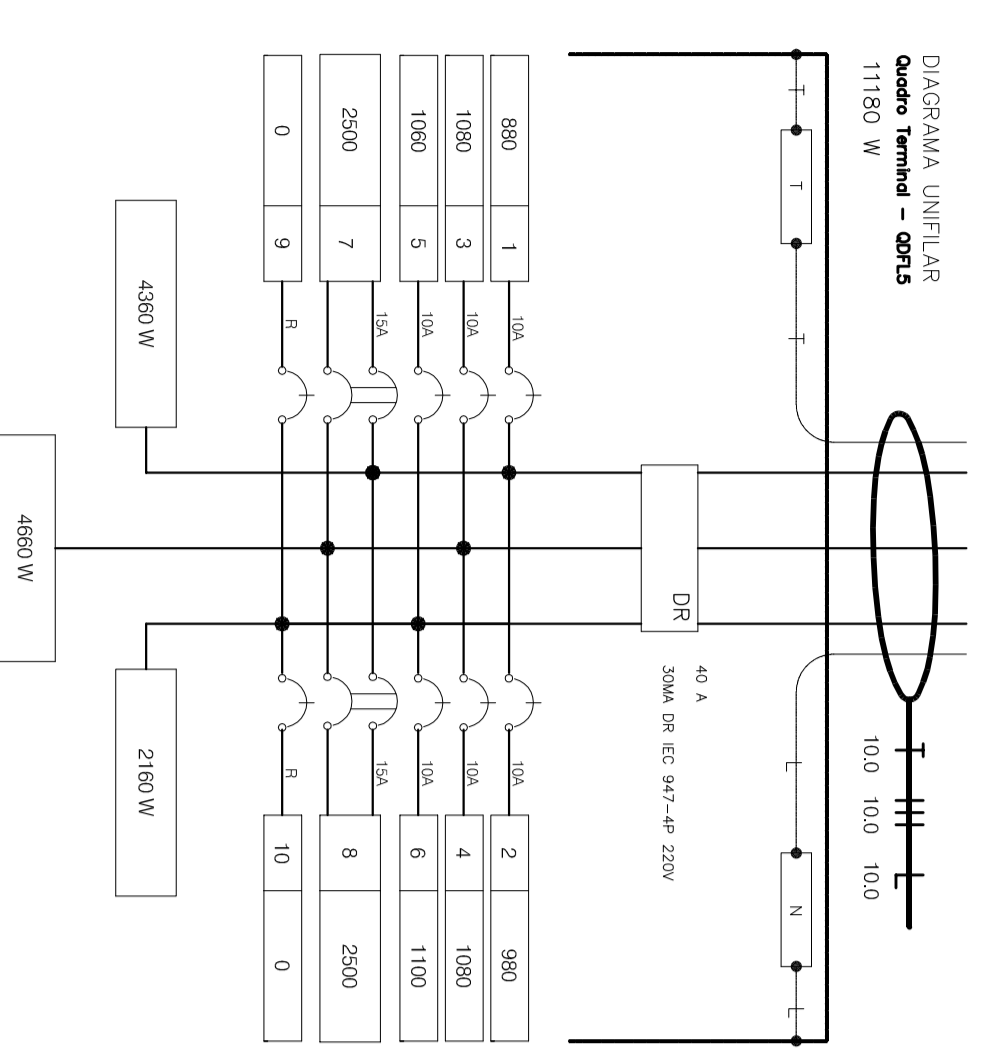 DIAGRAMA UNIFILAR
Quadro Terminal - QDFL5
11180 W
10.0 10.0 10.0
T
T
T
L
N
L
DR
40 A
30MA DR IEC 947-4P 220V
880 1 10A 10A 2 980
1080 3 10A 10A 4 1080
1060 5 10A 10A 6 1100
2500 7 15A 15A 8 2500
0 9 R R 10 0
4360 W
2160 W
4660 W